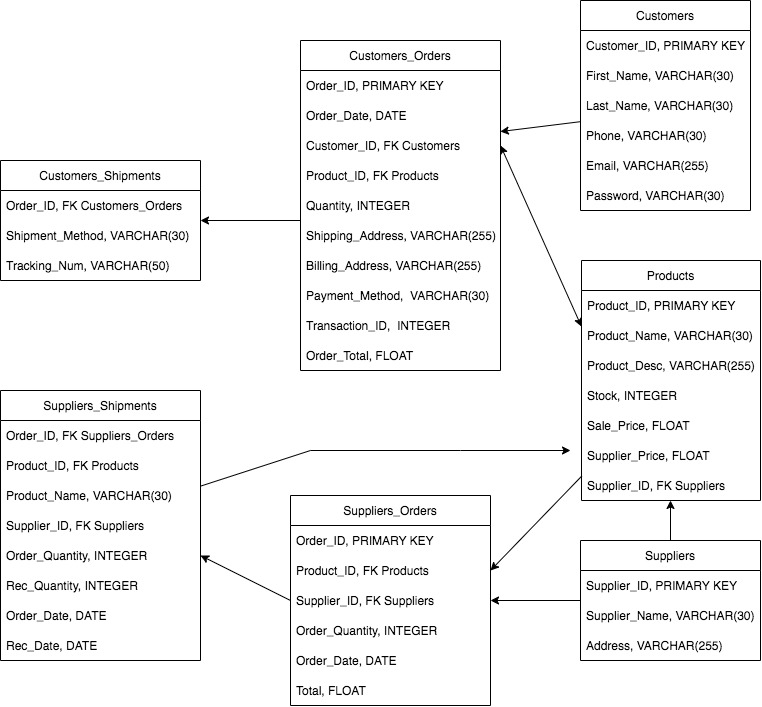 Customers
Customer_ID, PRIMARY KEY
First_Name, VARCHAR(30)
Last_Name, VARCHAR(30)
Phone, VARCHAR(30)
Email, VARCHAR(255)
Password, VARCHAR(30)
Customers_Orders
Order_ID, PRIMARY KEY
Order_Date, DATE
Customer_ID, FK Customers
Product_ID, FK Products
Quantity, INTEGER
Shipping_Address, VARCHAR(255)
Billing_Address, VARCHAR(255)
Payment_Method, VARCHAR(30)
Transaction_ID, INTEGER
Order_Total, FLOAT
Customers_Shipments
Order_ID, FK Customers_Orders
Shipment_Method, VARCHAR(30)
Tracking_Num, VARCHAR(50)
Products
Product_ID, PRIMARY KEY
Product_Name, VARCHAR(30)
Product_Desc, VARCHAR(255)
Stock, INTEGER
Sale_Price, FLOAT
Supplier_Price, FLOAT
Supplier_ID, FK Suppliers
Suppliers_Shipments
Order_ID, FK Suppliers_Orders
Product_ID, FK Products
Product_Name, VARCHAR(30)
Supplier_ID, FK Suppliers
Order_Quantity, INTEGER
Rec_Quantity, INTEGER
Order_Date, DATE
Rec_Date, DATE
Suppliers_Orders
Order_ID, PRIMARY KEY
Product_ID, FK Products
Supplier_ID, FK Suppliers
Order_Quantity, INTEGER
Order_Date, DATE
Total, FLOAT
Suppliers
Supplier_ID, PRIMARY KEY
Supplier_Name, VARCHAR(30)
Address, VARCHAR(255)